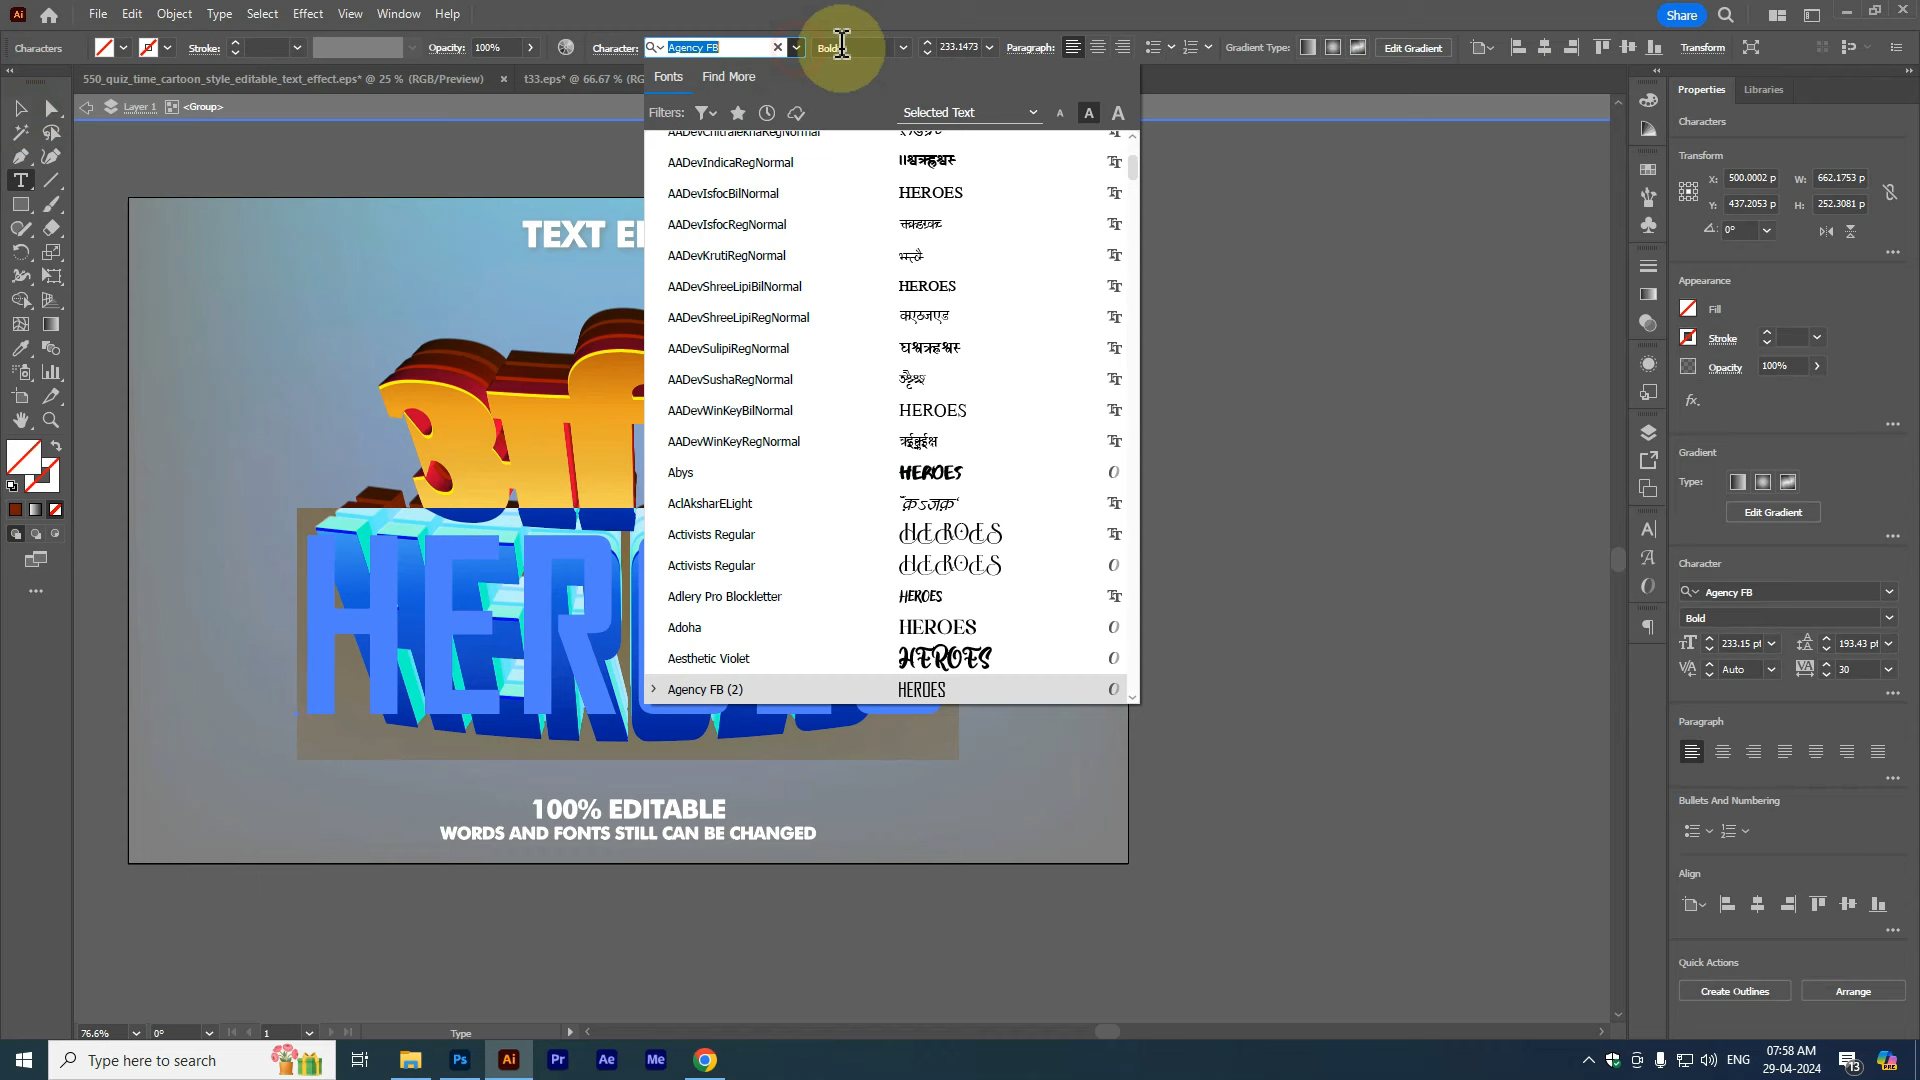 File Edit Object Type Select Effect View Window Help
Share
Characters Stroke: Opacity: 100% Character: Agency FB Bold 233.1473 Paragraph: Gradient Type: Edit Gradient Transform
550_quiz_time_cartoon_style_editable_text_effect.eps* @ 25 % (RGB/Preview) × t33.eps* @ 66.67 % (RG
Fonts Find More
Layer 1 <Group>
Filters: Selected Text
AADevIndicaRegNormal
AADevIsfocBilNormal HEROES
AADevIsfocRegNormal
AADevKrutiRegNormal
AADevShreeLipiBilNormal HEROES
AADevShreeLipiRegNormal
AADevSulipiRegNormal
AADevSushaRegNormal
AADevWinKeyBilNormal HEROES
AADevWinKeyRegNormal
Abys HEROES
AclAksharELight
Activists Regular HEROES
Activists Regular HEROES
Adlery Pro Blockletter HEROES
Adoha HEROES
Aesthetic Violet HEROES
Agency FB (2) HEROES
TEXT E
HER
100% EDITABLE
WORDS AND FONTS STILL CAN BE CHANGED
Properties Libraries
Characters
Transform
X: 500.0002 p W: 662.1753 p
Y: 437.2053 p H: 252.3081 p
0°
Appearance
Fill
Stroke
Opacity 100%
fx.
Gradient
Type:
Edit Gradient
Character
Agency FB
Bold
233.15 pt 193.43 pt
Auto 30
Paragraph
Bullets And Numbering
Align
Quick Actions
Create Outlines Arrange
76.6% 0° 1 Type
Type here to search
Ps Ai Pr Ae Me
ENG
07:58 AM
29-04-2024
13